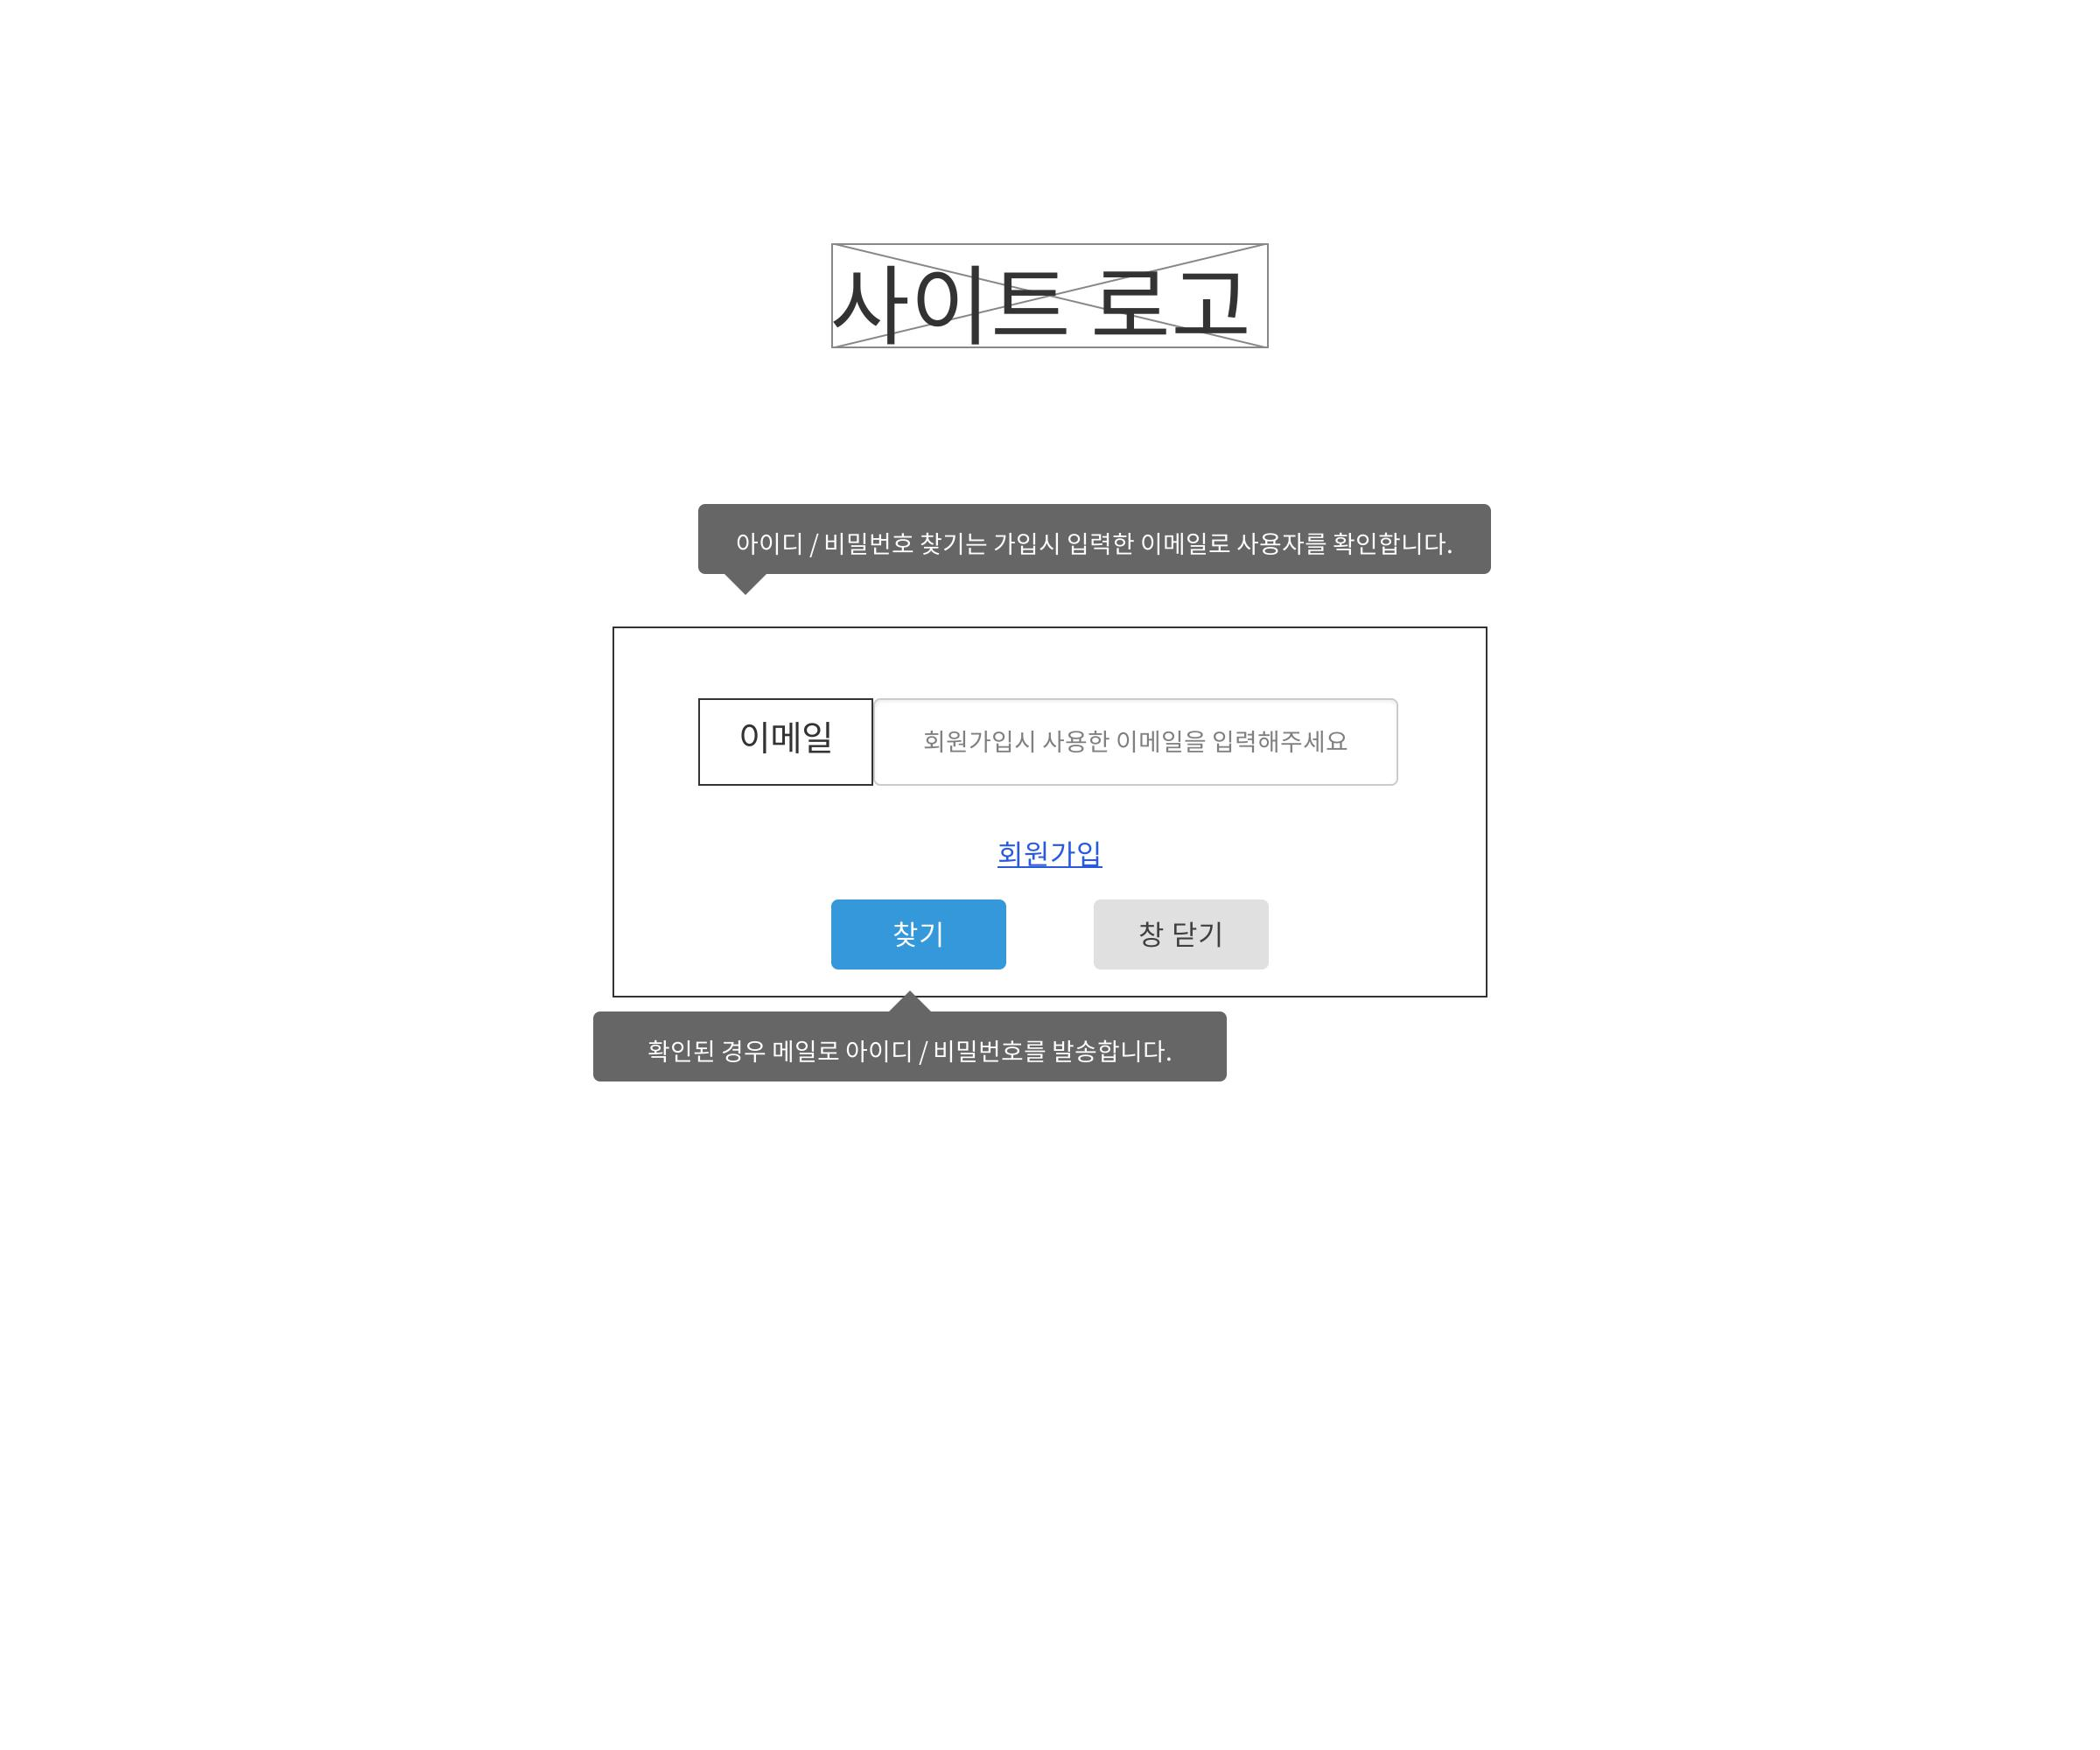 사이트 로고
아이디 / 비밀번호 찾기는 가입시 입력한 이메일로 사용자를 확인합니다.
이메일
회원가입시 사용한 이메일을 입력해주세요
회원가입
찾기
창 닫기
확인된 경우 메일로 아이디 / 비밀번호를 발송합니다.